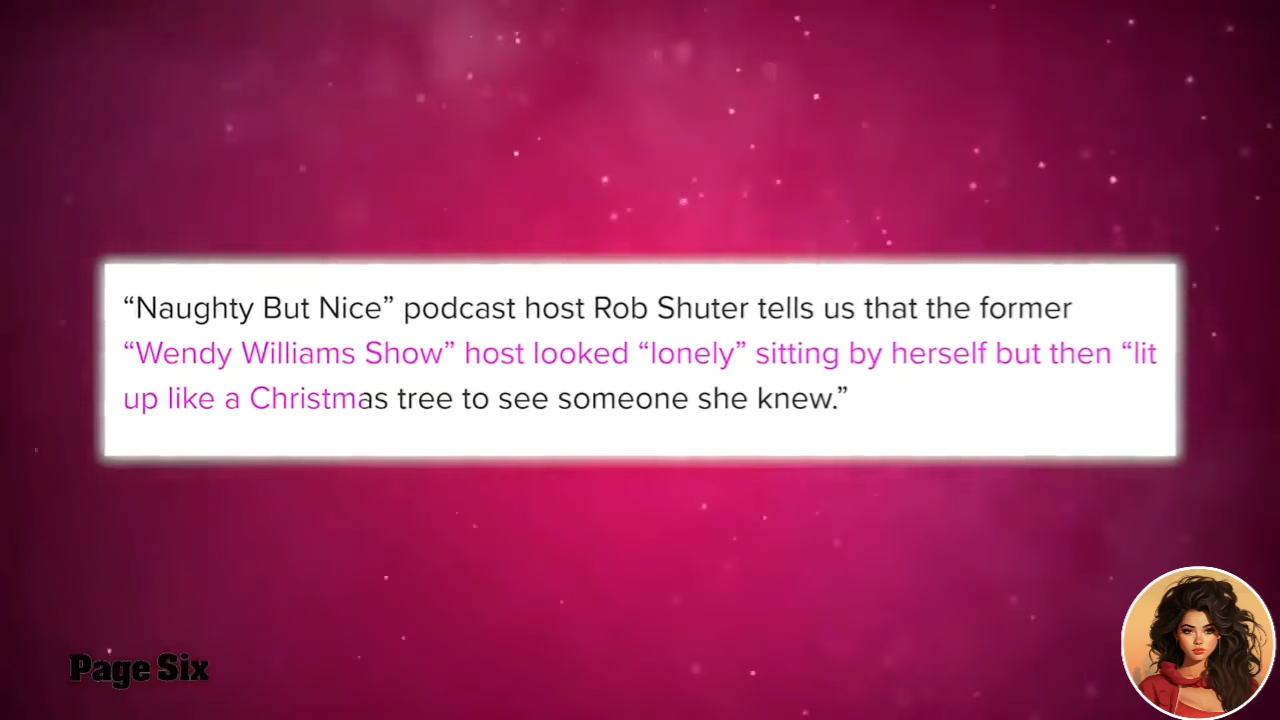 “Naughty But Nice” podcast host Rob Shuter tells us that the former
“Wendy Williams Show” host looked “lonely” sitting by herself but then “lit
up like a Christmas tree to see someone she knew.”
Page Six